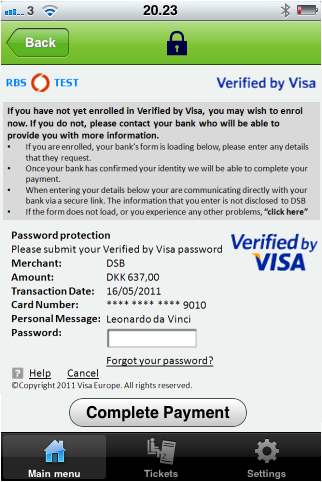 3 20.23
Back
RBS TEST Verified by Visa
If you have not yet enrolled in Verified by Visa, you may wish to enrol
now. If you do not, please contact your bank who will be able to
provide you with more information.
• If you are enrolled, your bank's form is loading below, please enter any details
that they request.
• Once your bank has confirmed your identity we will be able to complete your
payment.
• When entering your details below your are communicating directly with your
bank via a secure link. The information that you enter is not disclosed to DSB
• If the form does not load, or you experience any other problems, "click here"
Password protection
Please submit your Verified by Visa password
Verified by
VISA
Merchant: DSB
Amount: DKK 637,00
Transaction Date: 16/05/2011
Card Number: **** **** **** 9010
Personal Message: Leonardo da Vinci
Password:
Forgot your password?
? Help Cancel
©Copyright 2011 Visa Europe. All rights reserved.
Complete Payment
Main menu Tickets Settings